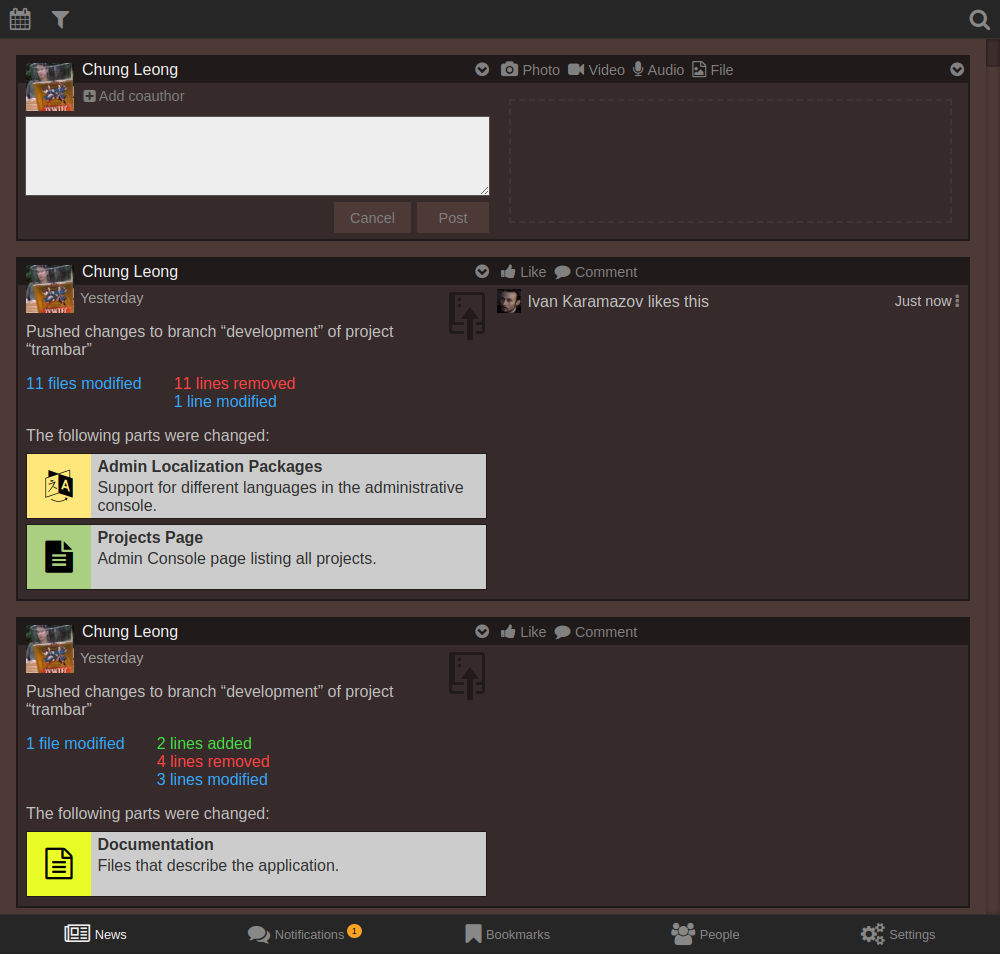 Chung Leong
Photo Video Audio File
Add coauthor
Cancel Post
Chung Leong
Like Comment
Yesterday
Ivan Karamazov likes this Just now
Pushed changes to branch “development” of project
“trambar”
11 files modified 11 lines removed
1 line modified
The following parts were changed:
Admin Localization Packages
Support for different languages in the administrative
console.
Projects Page
Admin Console page listing all projects.
Chung Leong
Like Comment
Yesterday
Pushed changes to branch “development” of project
“trambar”
1 file modified 2 lines added
4 lines removed
3 lines modified
The following parts were changed:
Documentation
Files that describe the application.
News Notifications 1 Bookmarks People Settings